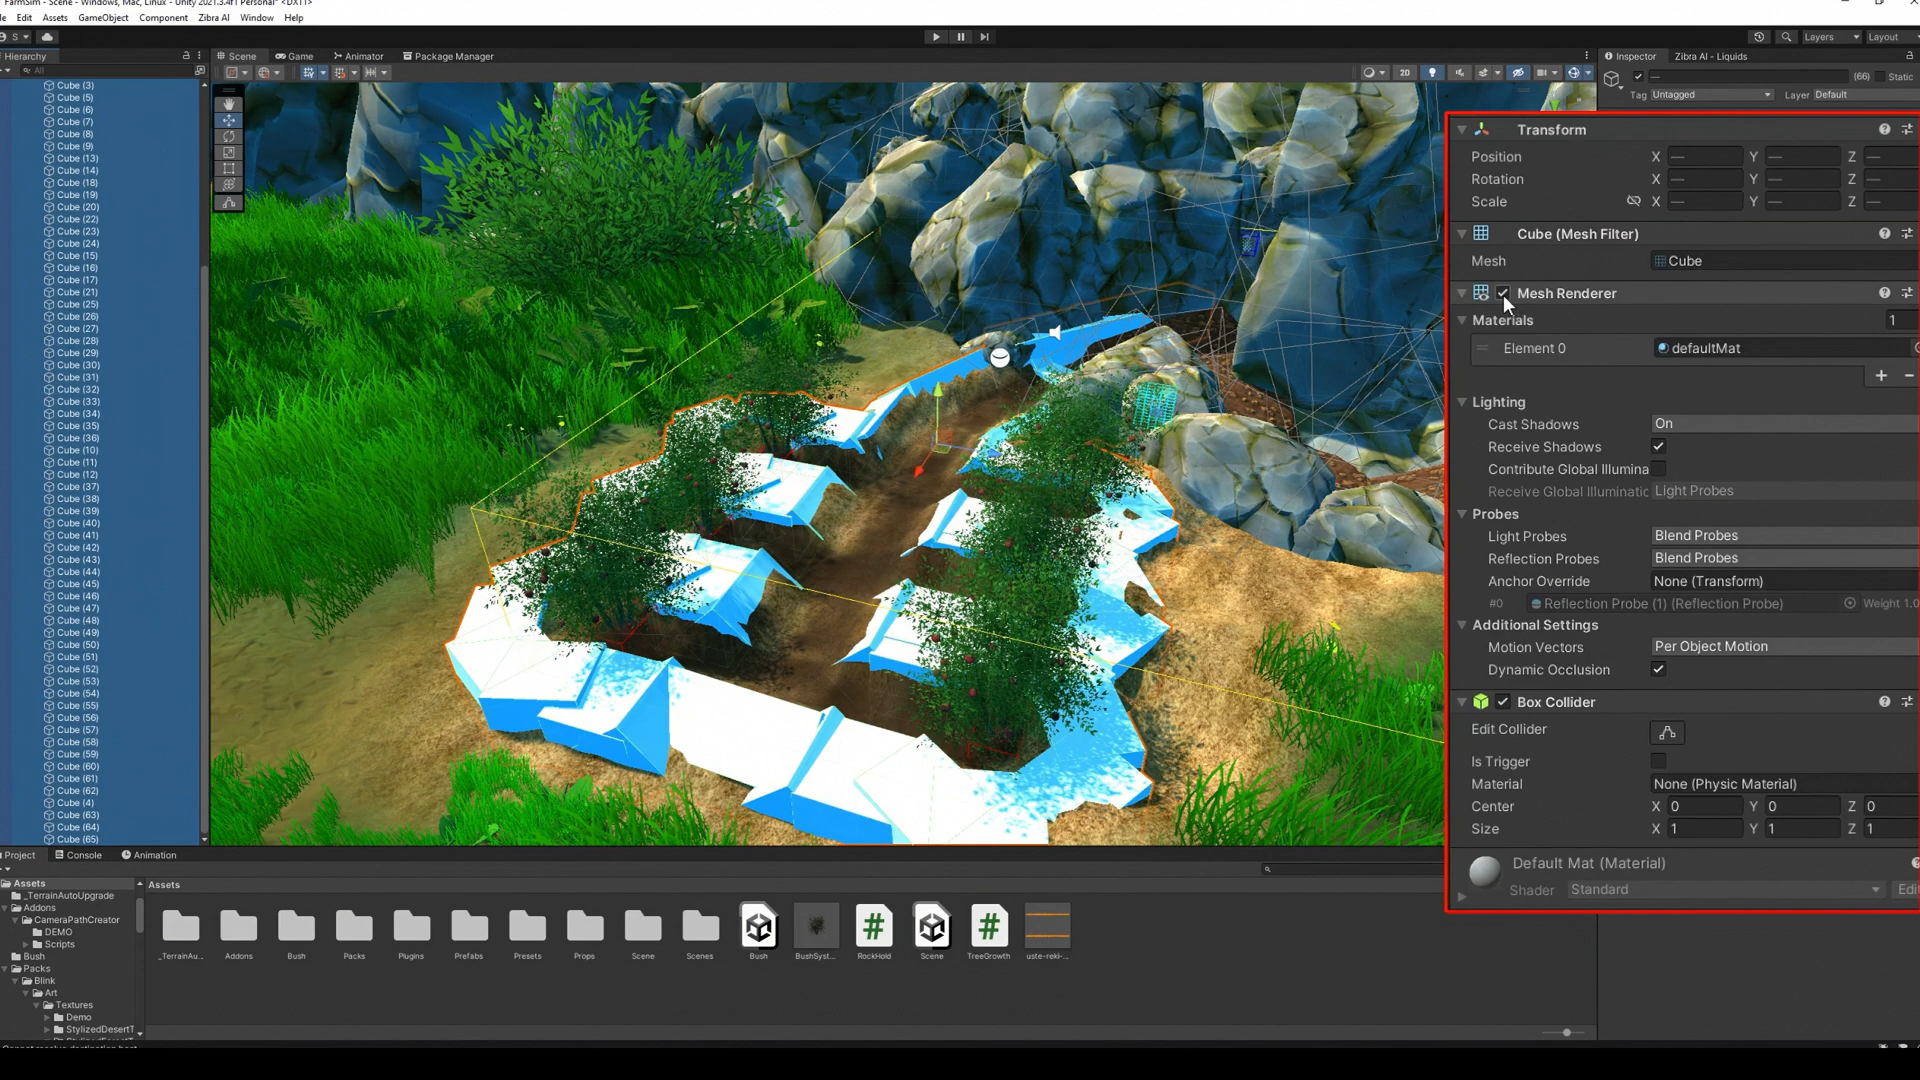 FarmSim - Scene - Windows, Mac, Linux - Unity 2021.3.4f1 Personal* <DX11>
Edit Assets GameObject Component Zibra AI Window Help
S
Layers Layout
Hierarchy
All
Cube (3)
Cube (5)
Cube (6)
Cube (7)
Cube (8)
Cube (9)
Cube (13)
Cube (14)
Cube (18)
Cube (19)
Cube (20)
Cube (22)
Cube (23)
Cube (24)
Cube (15)
Cube (16)
Cube (17)
Cube (21)
Cube (25)
Cube (26)
Cube (27)
Cube (28)
Cube (29)
Cube (30)
Cube (31)
Cube (32)
Cube (33)
Cube (34)
Cube (35)
Cube (36)
Cube (10)
Cube (11)
Cube (12)
Cube (37)
Cube (38)
Cube (39)
Cube (40)
Cube (41)
Cube (42)
Cube (43)
Cube (44)
Cube (45)
Cube (46)
Cube (47)
Cube (48)
Cube (49)
Cube (50)
Cube (51)
Cube (52)
Cube (53)
Cube (54)
Cube (55)
Cube (56)
Cube (57)
Cube (58)
Cube (59)
Cube (60)
Cube (61)
Cube (62)
Cube (4)
Cube (63)
Cube (64)
Cube (65)
Scene Game Animator Package Manager
2D
Inspector Zibra AI - Liquids
— (66) Static
Tag Untagged Layer Default
Transform
Position X — Y — Z —
Rotation X — Y — Z —
Scale X — Y — Z —
Cube (Mesh Filter)
Mesh Cube
Mesh Renderer
Materials 1
Element 0 defaultMat
+ −
Lighting
Cast Shadows On
Receive Shadows
Contribute Global Illumina
Receive Global Illuminatic Light Probes
Probes
Light Probes Blend Probes
Reflection Probes Blend Probes
Anchor Override None (Transform)
#0 Reflection Probe (1) (Reflection Probe) Weight 1.0
Additional Settings
Motion Vectors Per Object Motion
Dynamic Occlusion
Box Collider
Edit Collider
Is Trigger
Material None (Physic Material)
Center X 0 Y 0 Z 0
Size X 1 Y 1 Z 1
Default Mat (Material)
Shader Standard Edi
Project Console Animation
Assets
_TerrainAutoUpgrade
Addons
CameraPathCreator
DEMO
Scripts
Bush
Packs
Blink
Art
Textures
Demo
StylizedDesertT
Assets
_TerrainAu... Addons Bush Packs Plugins Prefabs Presets Props Scene Scenes Bush BushSyst... RockHold Scene TreeGrowth uste-reki-...